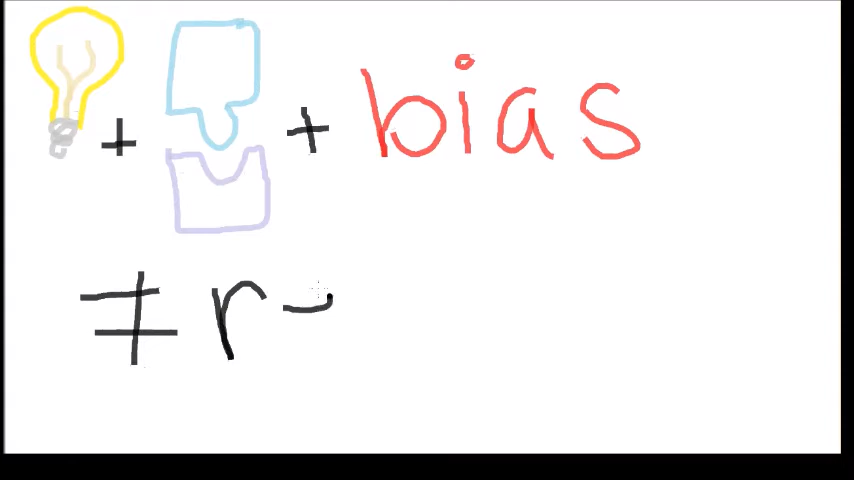 + + bias
≠ r